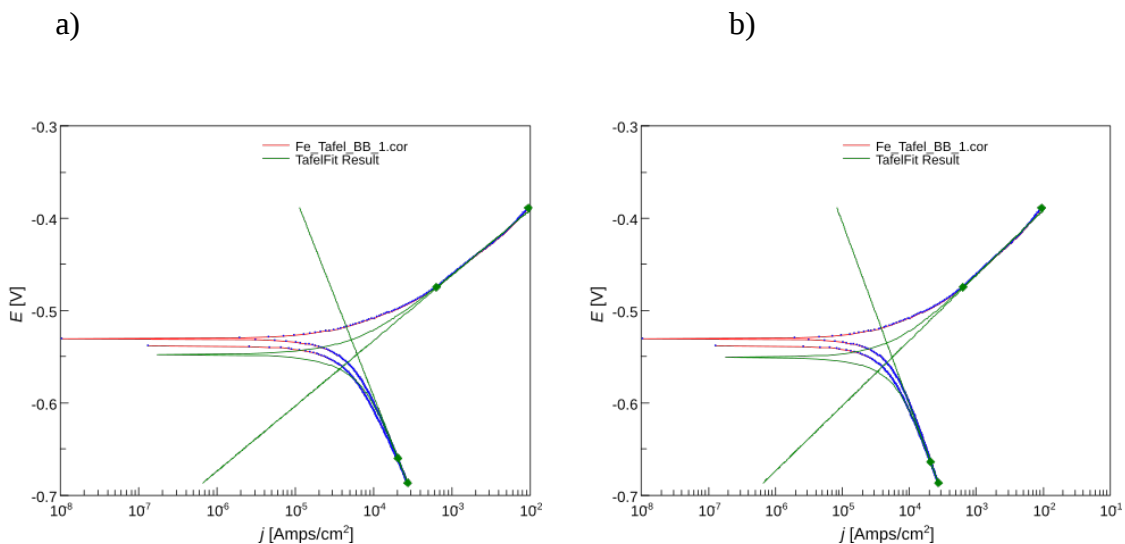 a)
b)
-0.3
-0.4
-0.5
-0.6
-0.7
E [V]
Fe_Tafel_BB_1.cor
TafelFit Result
10⁸ 10⁷ 10⁶ 10⁵ 10⁴ 10³ 10²
j [Amps/cm²]
-0.3
-0.4
-0.5
-0.6
-0.7
E [V]
Fe_Tafel_BB_1.cor
TafelFit Result
10⁸ 10⁷ 10⁶ 10⁵ 10⁴ 10³ 10² 10¹
j [Amps/cm²]